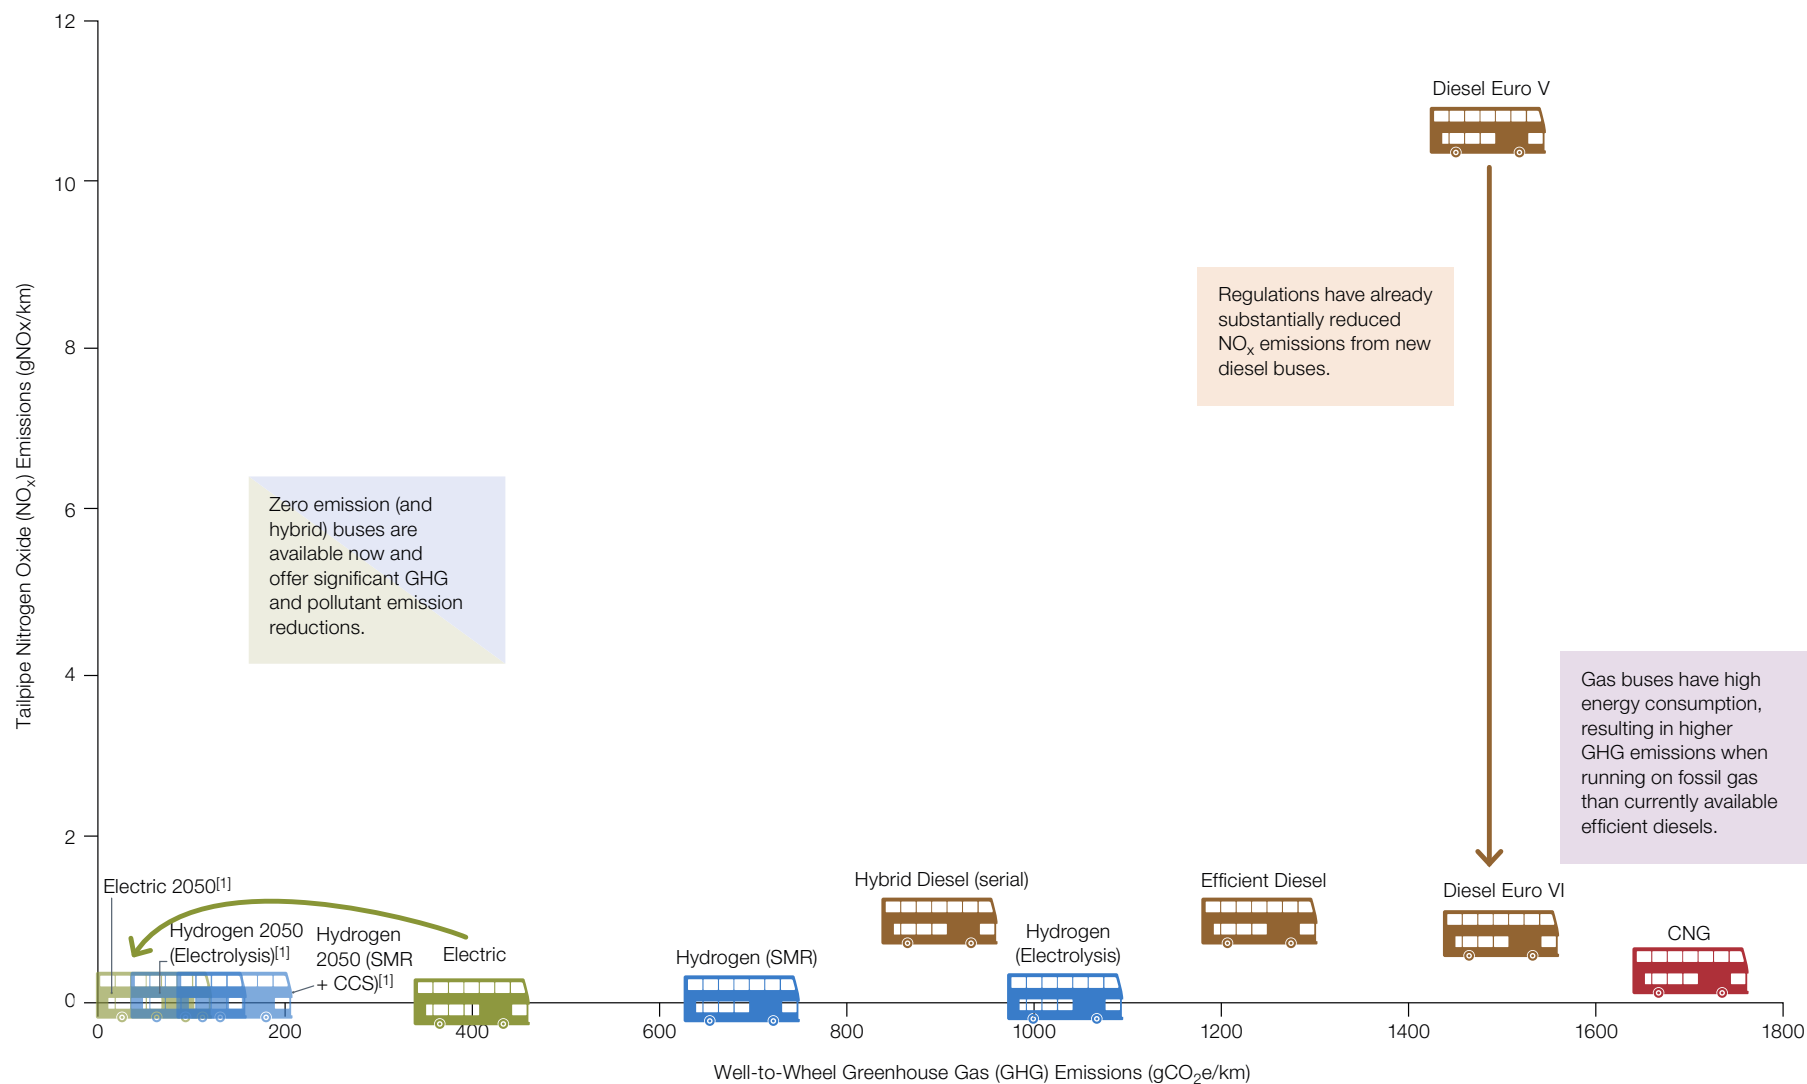 12
10
8
6
4
2
0
Tailpipe Nitrogen Oxide (NOx) Emissions (gNOx/km)
Diesel Euro V
Regulations have already
substantially reduced
NOx emissions from new
diesel buses.
Zero emission (and
hybrid) buses are
available now and
offer significant GHG
and pollutant emission
reductions.
Gas buses have high
energy consumption,
resulting in higher
GHG emissions when
running on fossil gas
than currently available
efficient diesels.
Electric 2050[1]
Hydrogen 2050
(Electrolysis)[1]
Hydrogen
2050 (SMR
+ CCS)[1]
Electric
Hydrogen (SMR)
Hybrid Diesel (serial)
Hydrogen
(Electrolysis)
Efficient Diesel
Diesel Euro VI
CNG
0
200
400
600
800
1000
1200
1400
1600
1800
Well-to-Wheel Greenhouse Gas (GHG) Emissions (gCO2e/km)